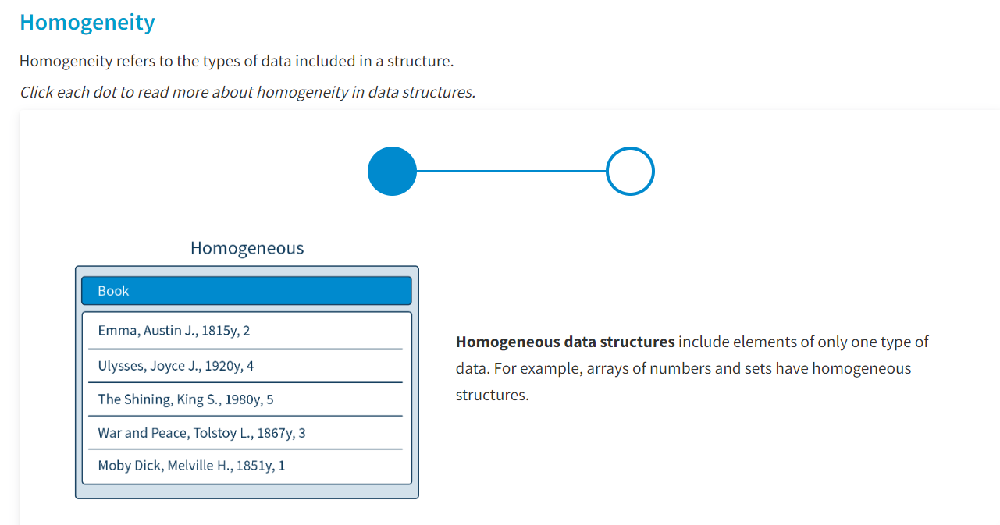 Homogeneity
Homogeneity refers to the types of data included in a structure.
Click each dot to read more about homogeneity in data structures.
Homogeneous
Book
Emma, Austin J., 1815y, 2
Ulysses, Joyce J., 1920y, 4
The Shining, King S., 1980y, 5
War and Peace, Tolstoy L., 1867y, 3
Moby Dick, Melville H., 1851y, 1
Homogeneous data structures include elements of only one type of
data. For example, arrays of numbers and sets have homogeneous
structures.